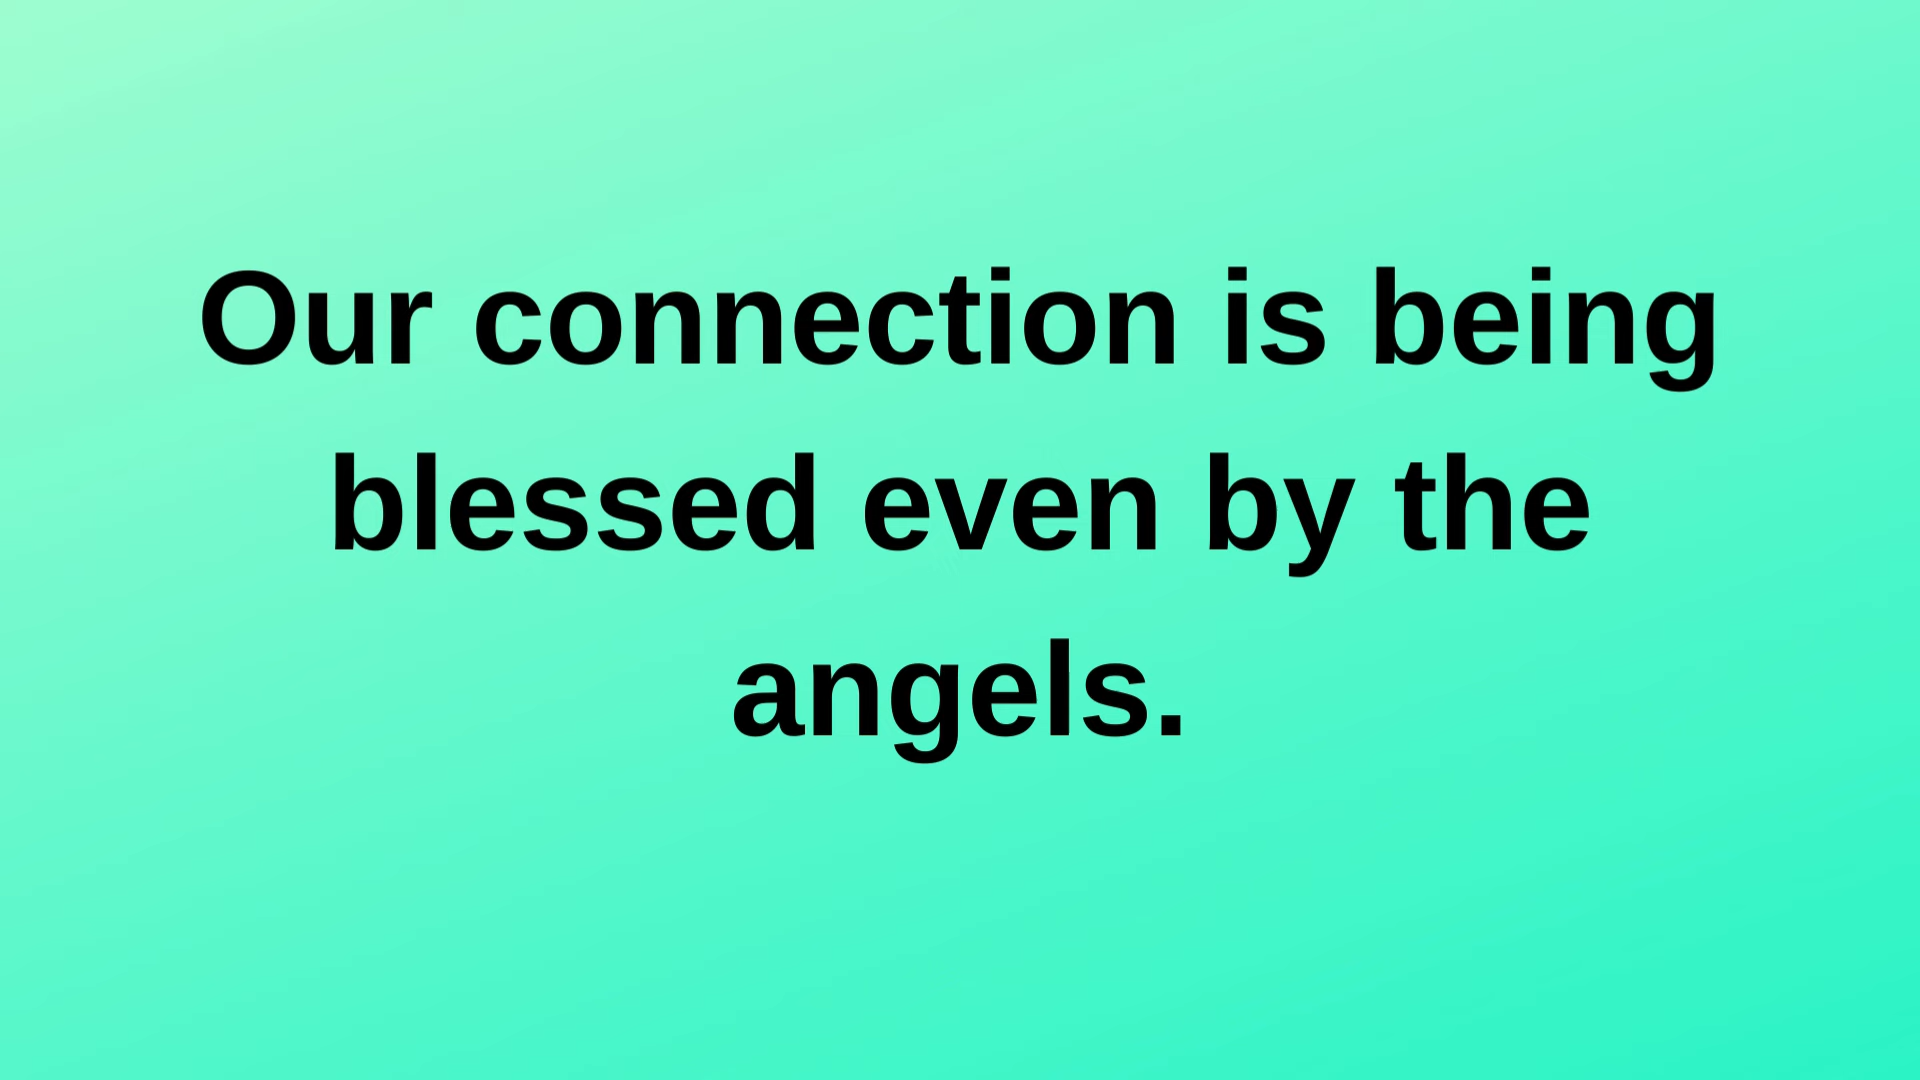 Our connection is being
blessed even by the
angels.